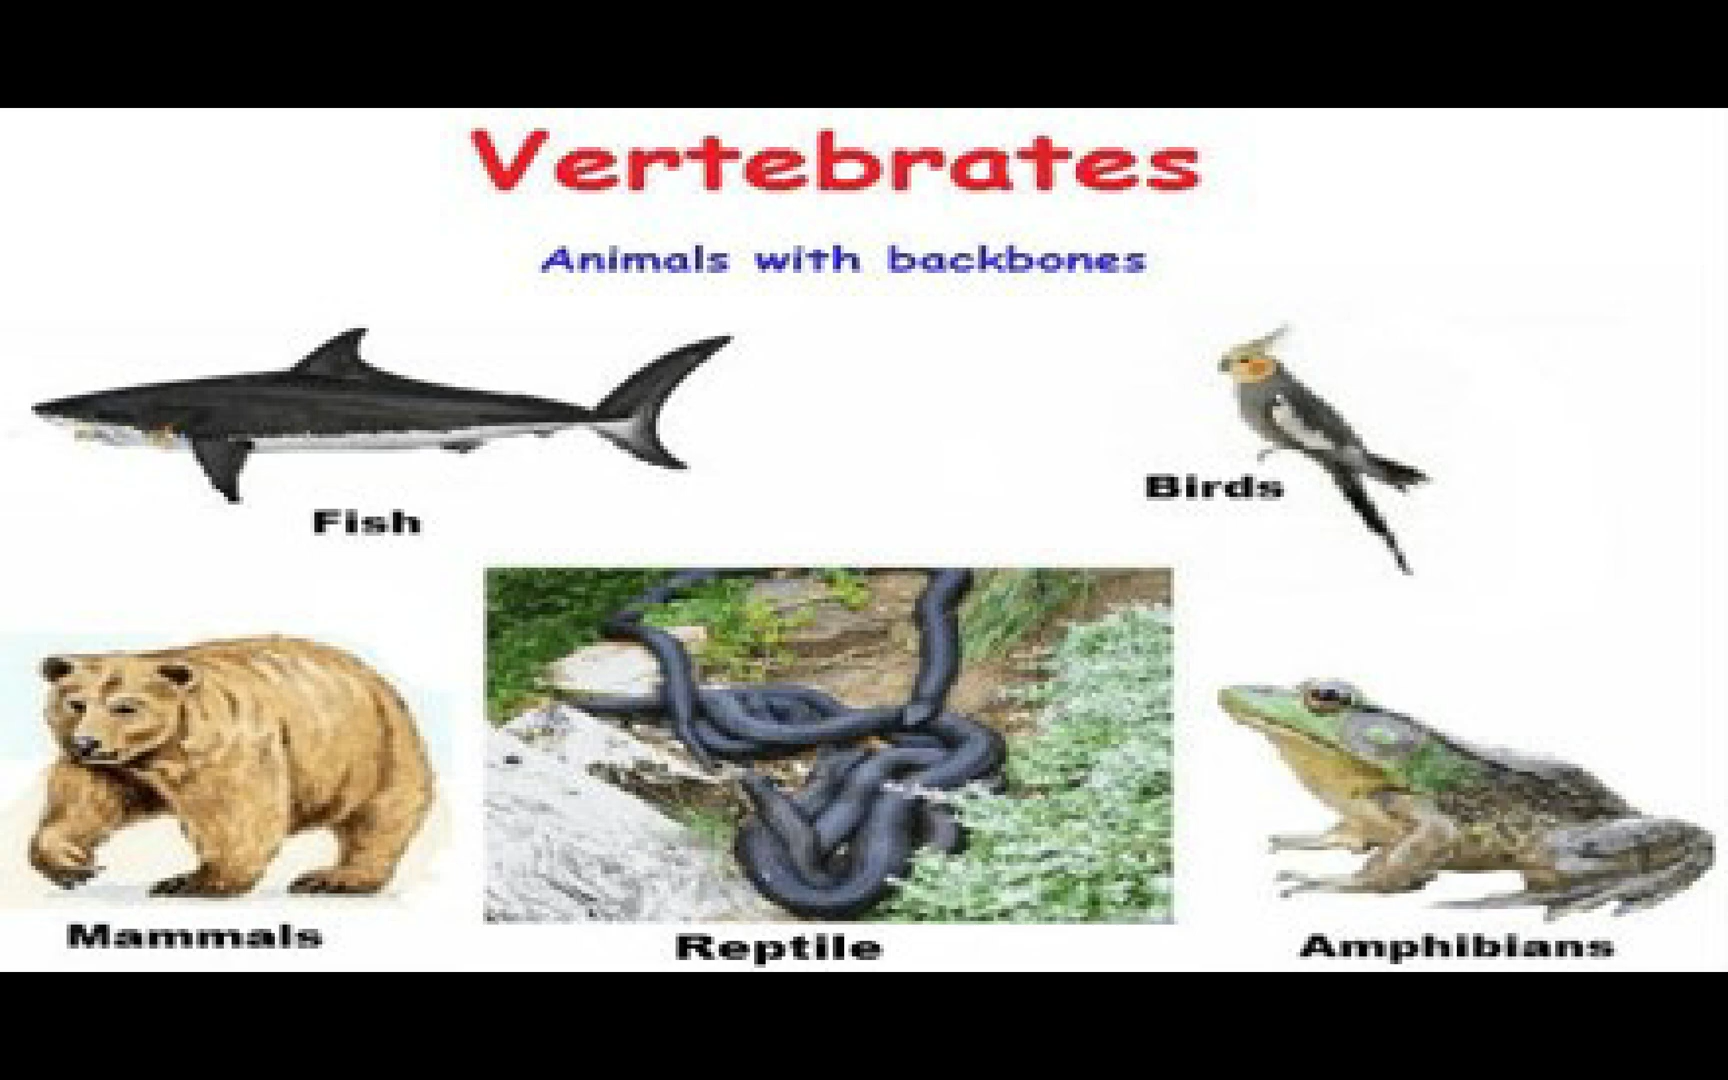 Vertebrates
Animals with backbones
Fish
Birds
Mammals
Reptile
Amphibians